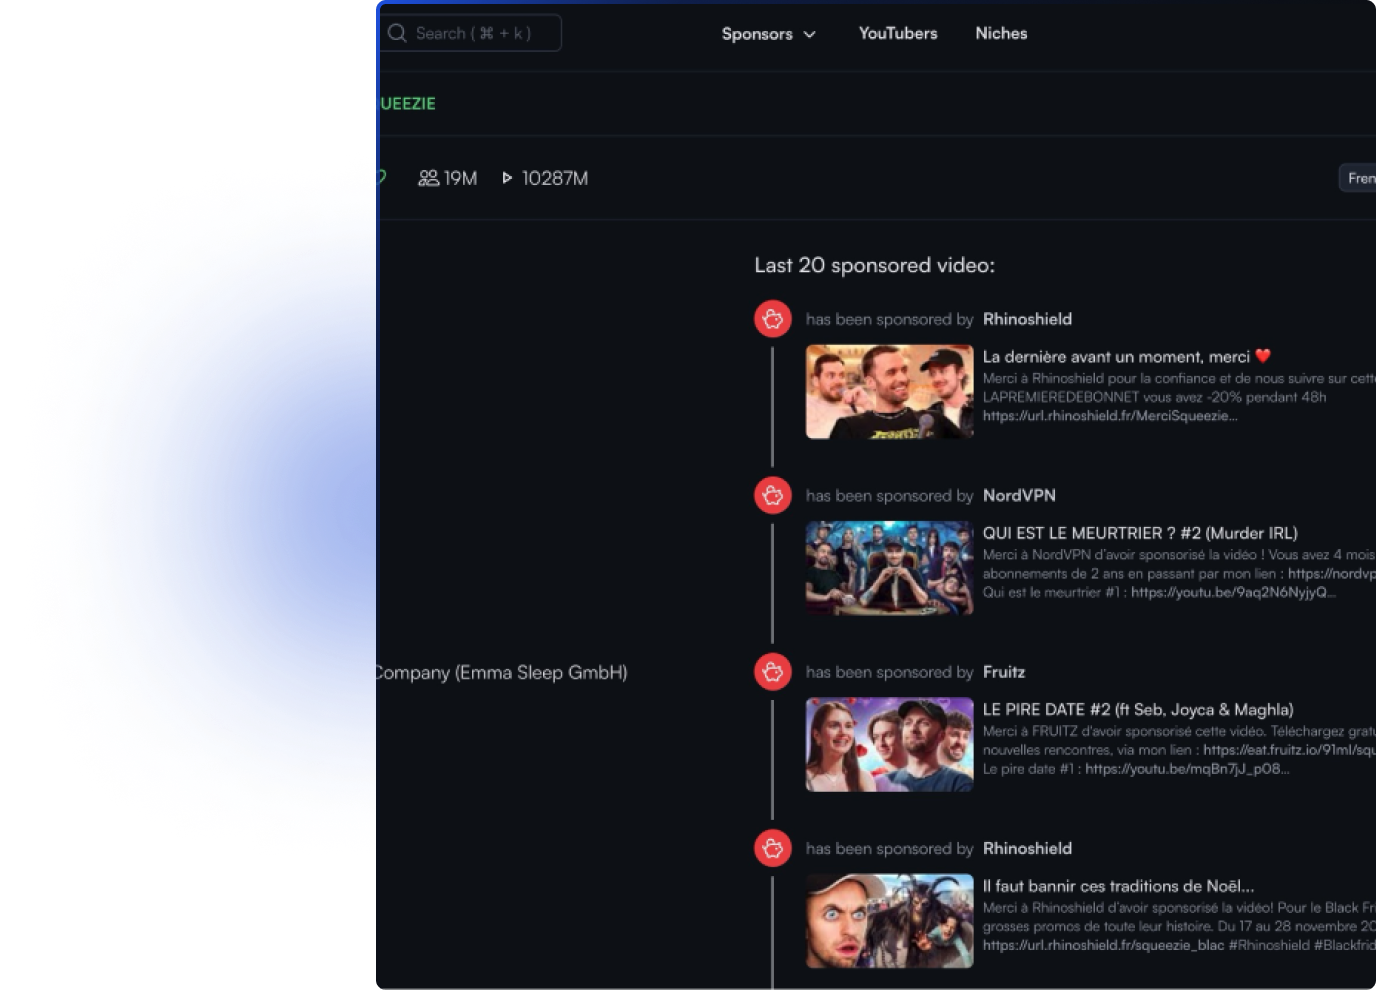 Search ( ⌘ + k )
Sponsors
YouTubers
Niches
UEEZIE
19M
10287M
Fren
Last 20 sponsored video:
has been sponsored by Rhinoshield
La dernière avant un moment, merci ❤️
Merci à Rhinoshield pour la confiance et de nous suivre sur cett
LAPREMIEREDEBONNET vous avez -20% pendant 48h
https://url.rhinoshield.fr/MerciSqueezie...
has been sponsored by NordVPN
QUI EST LE MEURTRIER ? #2 (Murder IRL)
Merci à NordVPN d'avoir sponsorisé la vidéo ! Vous avez 4 mois
abonnements de 2 ans en passant par mon lien : https://nordvp
Qui est le meurtrier #1 : https://youtu.be/9aq2N6NyjyQ...
Company (Emma Sleep GmbH)
has been sponsored by Fruitz
LE PIRE DATE #2 (ft Seb, Joyca & Maghla)
Merci à FRUITZ d'avoir sponsorisé cette vidéo. Téléchargez gratu
nouvelles rencontres, via mon lien : https://eat.fruitz.io/91ml/squ
Le pire date #1 : https://youtu.be/mqBn7jJ_p08...
has been sponsored by Rhinoshield
Il faut bannir ces traditions de Noël...
Merci à Rhinoshield d'avoir sponsorisé la vidéo! Pour le Black Fri
grosses promos de toute leur histoire. Du 17 au 28 novembre 20
https://url.rhinoshield.fr/squeezie_blac #Rhinoshield #Blackfrid